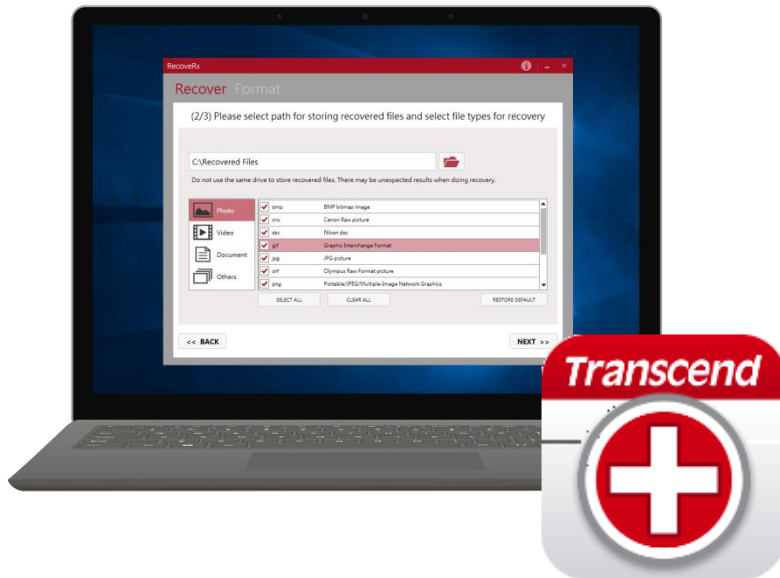 RecoveRx
Recover Format
(2/3) Please select path for storing recovered files and select file types for recovery
C:\Recovered Files
Do not use the same drive to store recovered files. There may be unexpected results when doing recovery.
Photo
Video
Document
Others
bmp BMP bitmap image
crw Canon Raw picture
dsc Nikon dsc
gif Graphic Interchange Format
jpg JPG picture
orf Olympus Raw Format picture
png Portable/JPEG/Multiple-Image Network Graphics
SELECT ALL CLEAR ALL RESTORE DEFAULT
<< BACK NEXT >>
Transcend